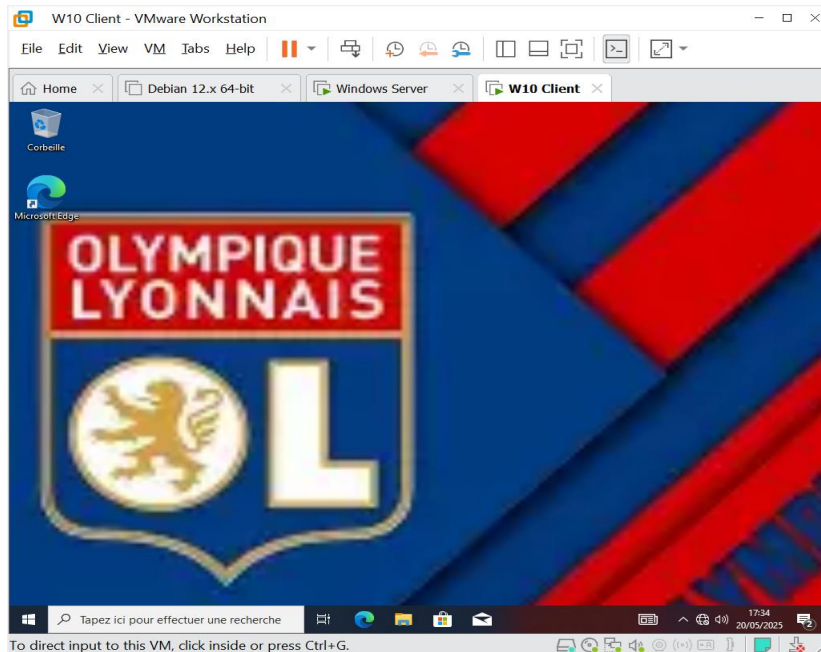 W10 Client - VMware Workstation
File Edit View VM Tabs Help
Home Debian 12.x 64-bit Windows Server W10 Client
Corbeille
Microsoft Edge
OLYMPIQUE
LYONNAIS
OL
Tapez ici pour effectuer une recherche
17:34
20/05/2025
2
To direct input to this VM, click inside or press Ctrl+G.